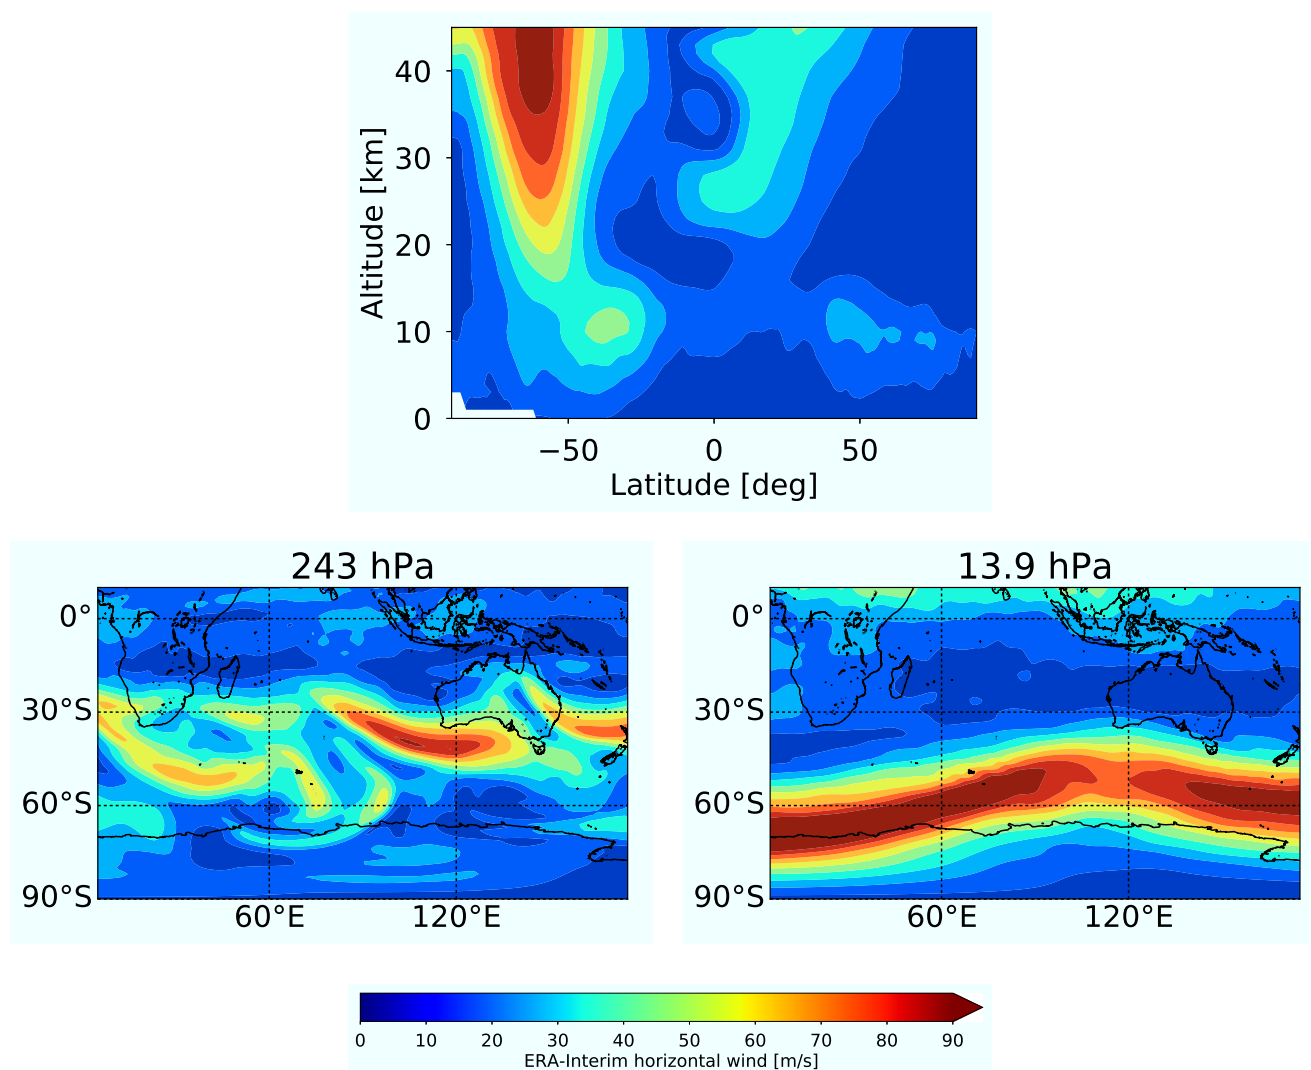 40
30
20
10
0
Altitude [km]
−50 0 50
Latitude [deg]
243 hPa
0°
30°S
60°S
90°S
60°E 120°E
13.9 hPa
0°
30°S
60°S
90°S
60°E 120°E
0 10 20 30 40 50 60 70 80 90
ERA-Interim horizontal wind [m/s]